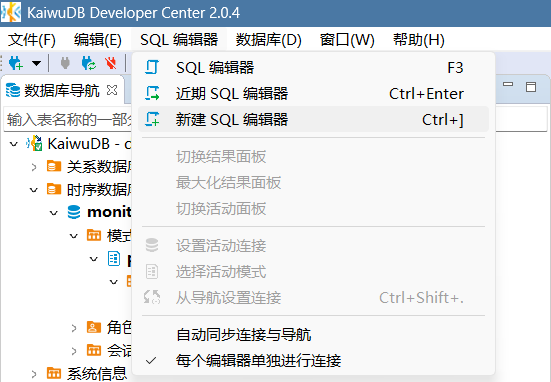 KaiwuDB Developer Center 2.0.4
文件(F) 编辑(E) SQL 编辑器 数据库(D) 窗口(W) 帮助(H)
SQL 编辑器 F3
近期 SQL 编辑器 Ctrl+Enter
新建 SQL 编辑器 Ctrl+]
切换结果面板
最大化结果面板
切换活动面板
设置活动连接
选择活动模式
从导航设置连接 Ctrl+Shift+.
自动同步连接与导航
每个编辑器单独进行连接
数据库导航
输入表名称的一部
KaiwuDB -
关系数据
时序数据
monit
模式
角色
会话
系统信息